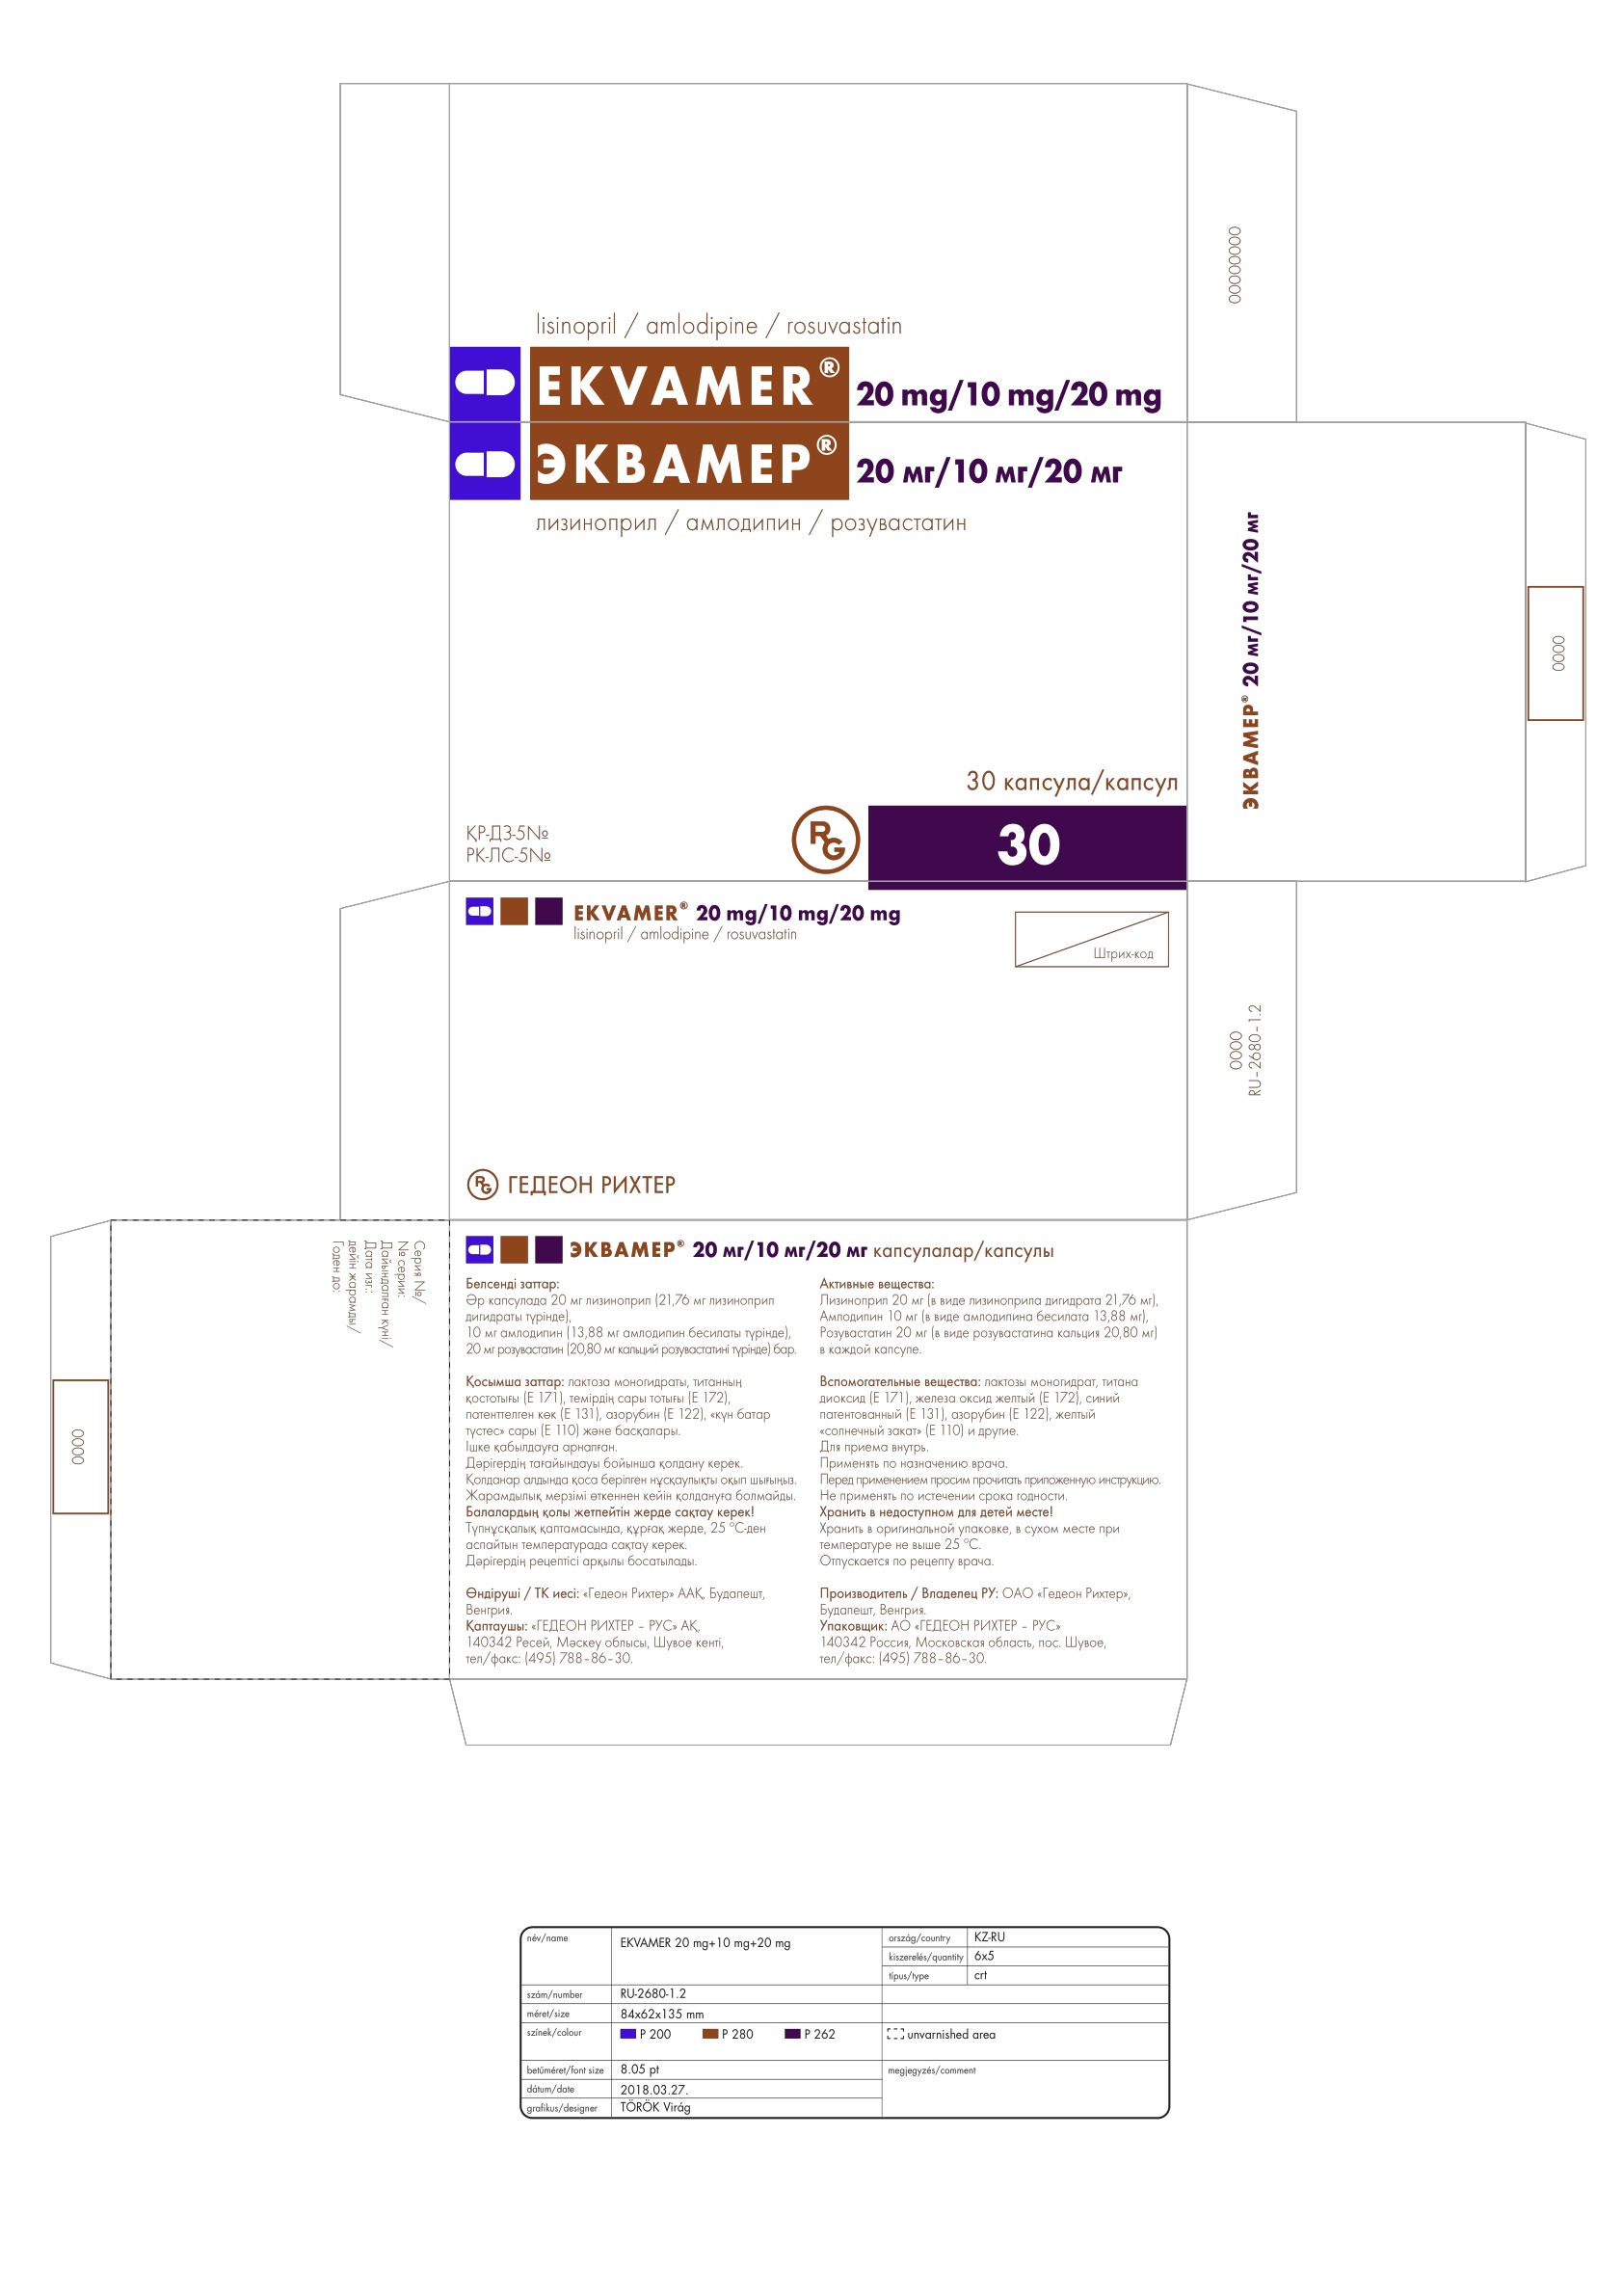 00000000
lisinopril / amlodipine / rosuvastatin
EKVAMER® 20 mg/10 mg/20 mg
ЭКВАМЕР® 20 мг/10 мг/20 мг
лизиноприл / амлодипин / розувастатин
ЭКВАМЕР® 20 мг/10 мг/20 мг
0000
30 капсула/капсул
ҚР-ДЗ-5№
РК-ЛС-5№
RG
30
EKVAMER® 20 mg/10 mg/20 mg
lisinopril / amlodipine / rosuvastatin
Штрих-код
0000
RU-2680-1.2
RG ГЕДЕОН РИХТЕР
Серия №/
№ серии:
Дайындалған күні/
Дата изг.:
дейін жарамды/
Годен до:
0000
ЭКВАМЕР® 20 мг/10 мг/20 мг капсулалар/капсулы
Белсенді заттар:
Әр капсулада 20 мг лизиноприл (21,76 мг лизиноприл
дигидраты түрінде),
10 мг амлодипин (13,88 мг амлодипин бесилаты түрінде),
20 мг розувастатин (20,80 мг кальций розувастатині түрінде) бар.
Қосымша заттар: лактоза моногидраты, титанның
қостотығы (Е 171), темірдің сары тотығы (Е 172),
патенттелген көк (Е 131), азорубин (Е 122), «күн батар
түстес» сары (Е 110) және басқалары.
Ішке қабылдауға арналған.
Дәрігердің тағайындауы бойынша қолдану керек.
Қолданар алдында қоса берілген нұсқаулықты оқып шығыңыз.
Жарамдылық мерзімі өткеннен кейін қолдануға болмайды.
Балалардың қолы жетпейтін жерде сақтау керек!
Түпнұсқалық қаптамасында, құрғақ жерде, 25 °С-ден
аспайтын температурада сақтау керек.
Дәрігердің рецептісі арқылы босатылады.
Өндіруші / ТК иесі: «Гедеон Рихтер» ААҚ, Будапешт,
Венгрия.
Қаптаушы: «ГЕДЕОН РИХТЕР – РУС» АҚ,
140342 Ресей, Мәскеу облысы, Шувое кенті,
тел/факс: (495) 788–86–30.
Активные вещества:
Лизиноприл 20 мг (в виде лизиноприла дигидрата 21,76 мг),
Амлодипин 10 мг (в виде амлодипина бесилата 13,88 мг),
Розувастатин 20 мг (в виде розувастатина кальция 20,80 мг)
в каждой капсуле.
Вспомогательные вещества: лактозы моногидрат, титана
диоксид (Е 171), железа оксид желтый (Е 172), синий
патентованный (Е 131), азорубин (Е 122), желтый
«солнечный закат» (Е 110) и другие.
Для приема внутрь.
Применять по назначению врача.
Перед применением просим прочитать приложенную инструкцию.
Не применять по истечении срока годности.
Хранить в недоступном для детей месте!
Хранить в оригинальной упаковке, в сухом месте при
температуре не выше 25 °С.
Отпускается по рецепту врача.
Производитель / Владелец РУ: ОАО «Гедеон Рихтер»,
Будапешт, Венгрия.
Упаковщик: АО «ГЕДЕОН РИХТЕР – РУС»
140342 Россия, Московская область, пос. Шувое,
тел/факс: (495) 788–86–30.
név/name EKVAMER 20 mg+10 mg+20 mg
ország/country KZ-RU
kiszerelés/quantity 6x5
típus/type crt
szám/number RU-2680-1.2
méret/size 84x62x135 mm
színek/colour P 200 P 280 P 262 unvarnished area
betűméret/font size 8.05 pt
megjegyzés/comment
dátum/date 2018.03.27.
grafikus/designer TÖRÖK Virág